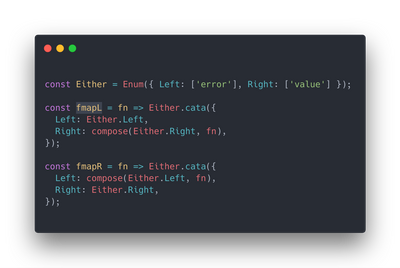 const Either = Enum({ Left: ['error'], Right: ['value'] });
const fmapL = fn => Either.cata({
Left: Either.Left,
Right: compose(Either.Right, fn),
});
const fmapR = fn => Either.cata({
Left: compose(Either.Left, fn),
Right: Either.Right,
});